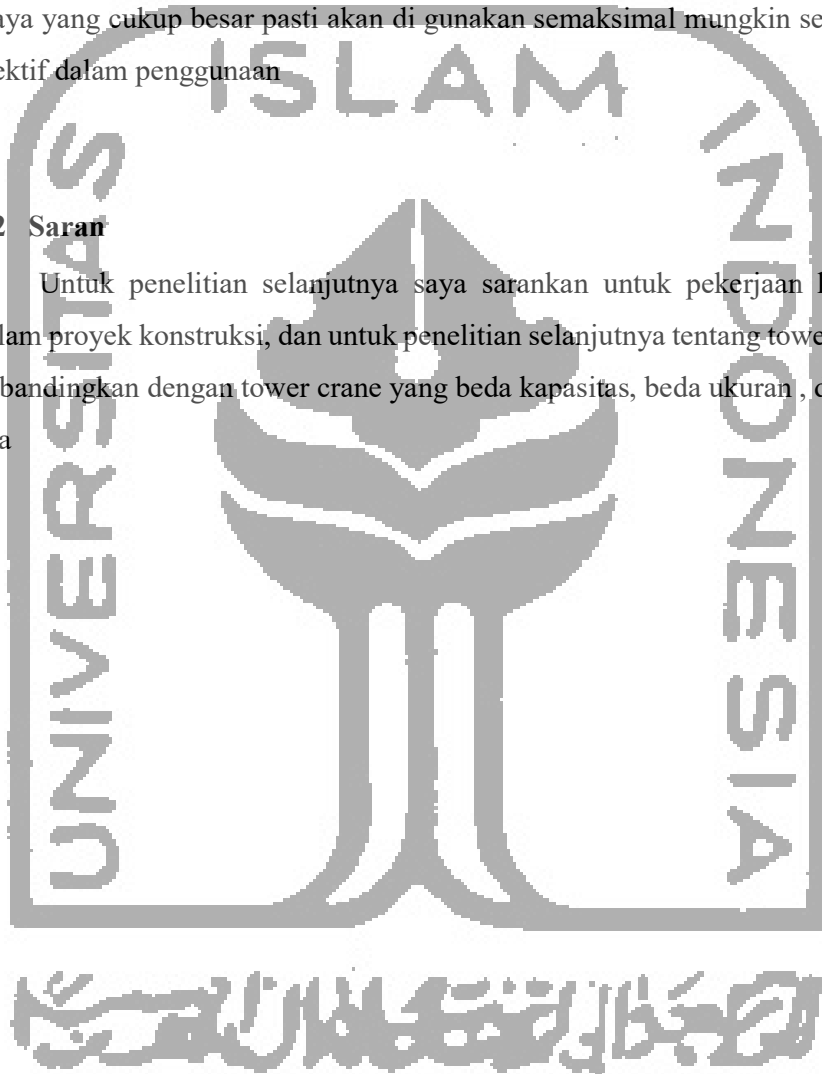 aya yang cukup besar pasti akan di gunakan semaksimal mungkin se
ektif dalam penggunaan
ISLAM
UNIVERSITAS
INDONESIA
2 Saran
Untuk penelitian selanjutnya saya sarankan untuk pekerjaan
lam proyek konstruksi, dan untuk penelitian selanjutnya tentang tower
bandingkan dengan tower crane yang beda kapasitas, beda ukuran , d
a